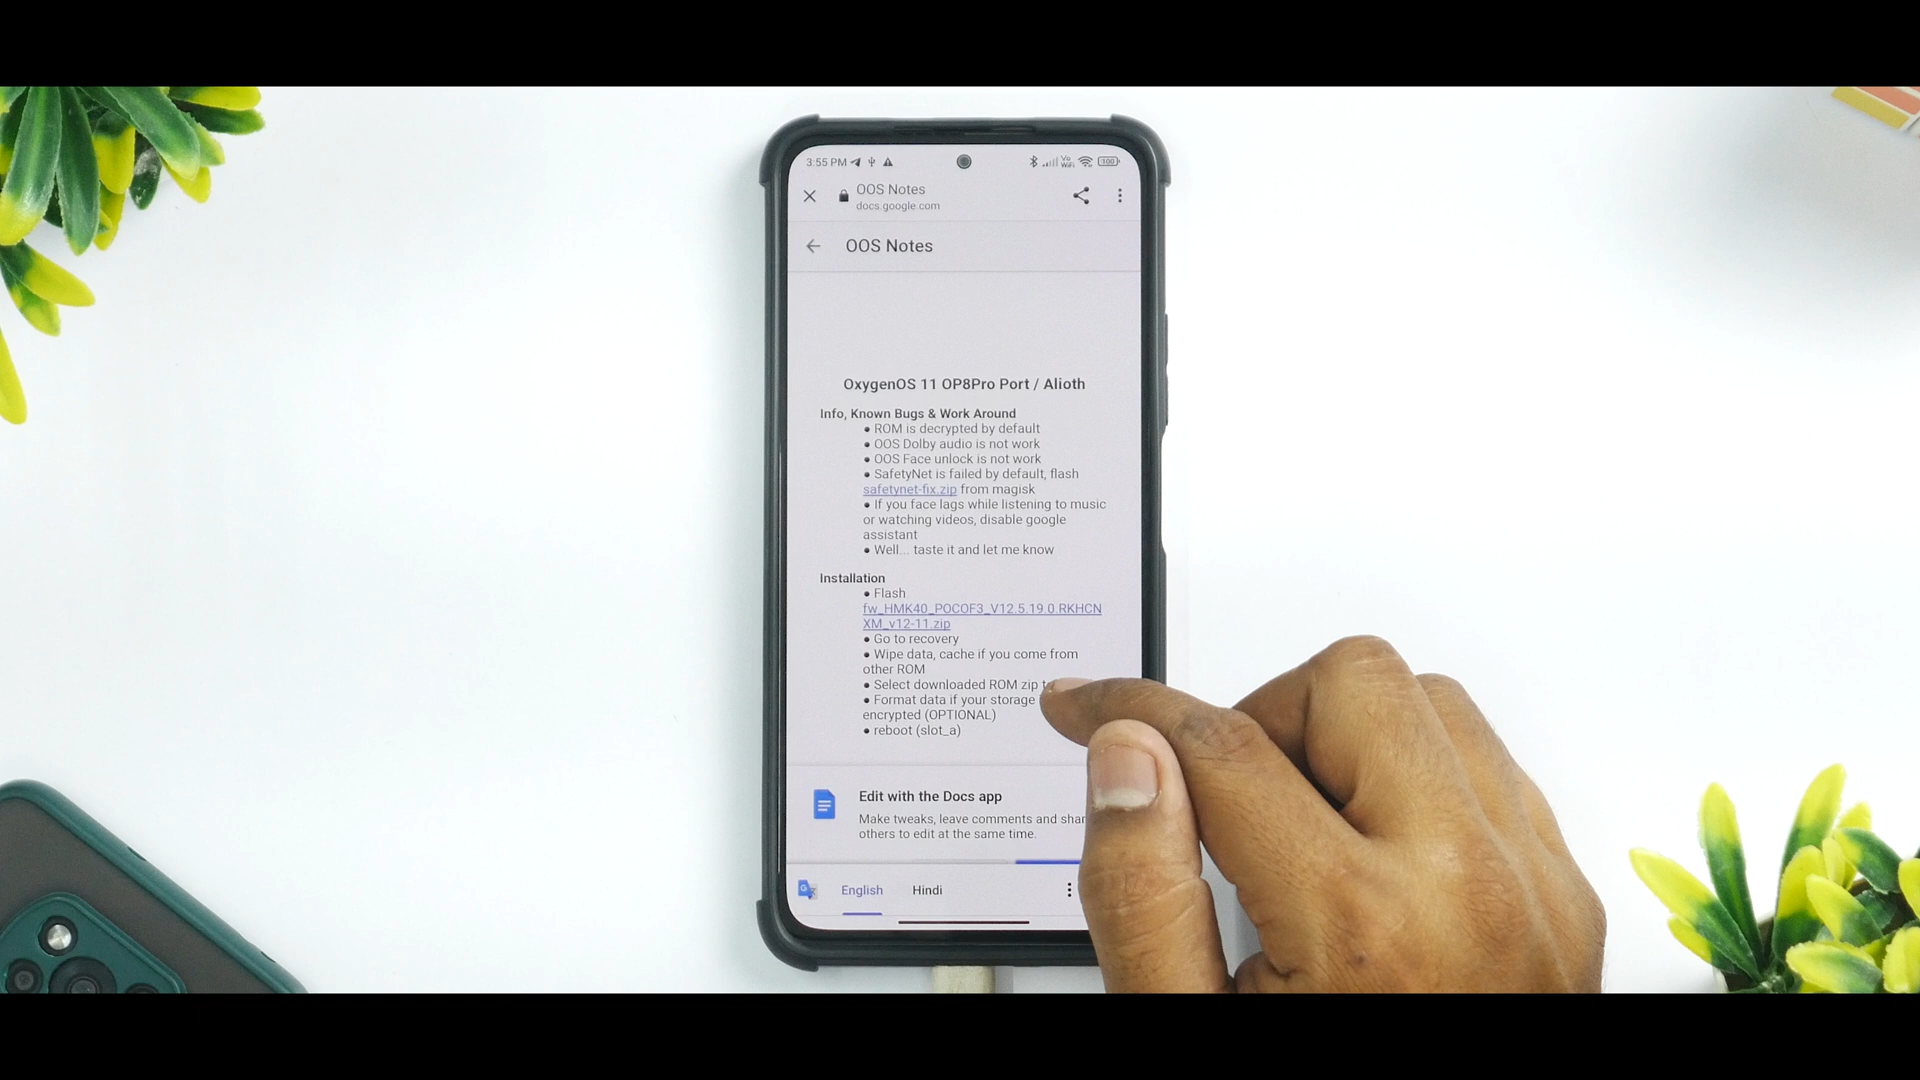 3:55 PM
Vo
WiFi
100
OOS Notes
docs.google.com
OOS Notes
OxygenOS 11 OP8Pro Port / Alioth
Info, Known Bugs & Work Around
● ROM is decrypted by default
● OOS Dolby audio is not work
● OOS Face unlock is not work
● SafetyNet is failed by default, flash
safetynet-fix.zip from magisk
● If you face lags while listening to music
or watching videos, disable google
assistant
● Well... taste it and let me know
Installation
● Flash
fw_HMK40_POCOF3_V12.5.19.0.RKHCN
XM_v12-11.zip
● Go to recovery
● Wipe data, cache if you come from
other ROM
● Select downloaded ROM zip
● Format data if your storage
encrypted (OPTIONAL)
● reboot (slot_a)
Edit with the Docs app
Make tweaks, leave comments and
others to edit at the same time.
English
Hindi